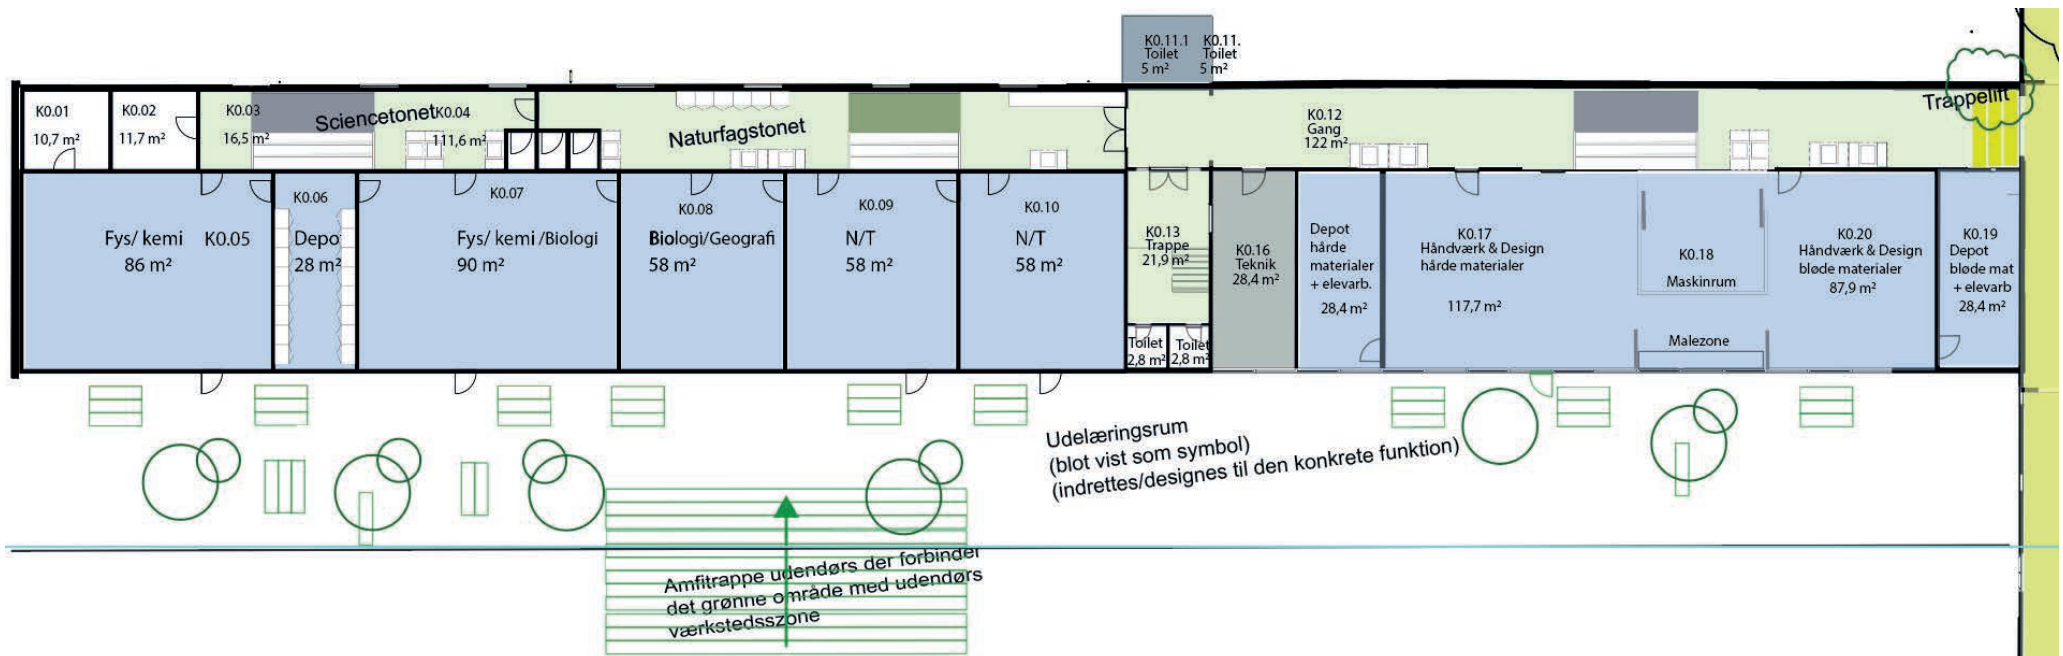 K0.11.1
Toilet
5 m²
K0.11.
Toilet
5 m²
K0.01
10,7 m²
K0.02
11,7 m²
K0.03
16,5 m²
Sciencetonet
K0.04
111,6 m²
Naturfagstonet
K0.12
Gang
122 m²
Trappelift
Fys/ kemi K0.05
86 m²
K0.06
Depot
28 m²
K0.07
Fys/ kemi /Biologi
90 m²
K0.08
Biologi/Geografi
58 m²
K0.09
N/T
58 m²
K0.10
N/T
58 m²
K0.13
Trappe
21,9 m²
Toilet
2,8 m²
Toilet
2,8 m²
K0.16
Teknik
28,4 m²
Depot
hårde
materialer
+ elevarb.
28,4 m²
K0.17
Håndværk & Design
hårde materialer
117,7 m²
K0.18
Maskinrum
Malezone
K0.20
Håndværk & Design
bløde materialer
87,9 m²
K0.19
Depot
bløde mat
+ elevarb
28,4 m²
Udelæringsrum
(blot vist som symbol)
(indrettes/designes til den konkrete funktion)
Amfitrappe udendørs der forbinder
det grønne område med udendørs
værkstedsszone